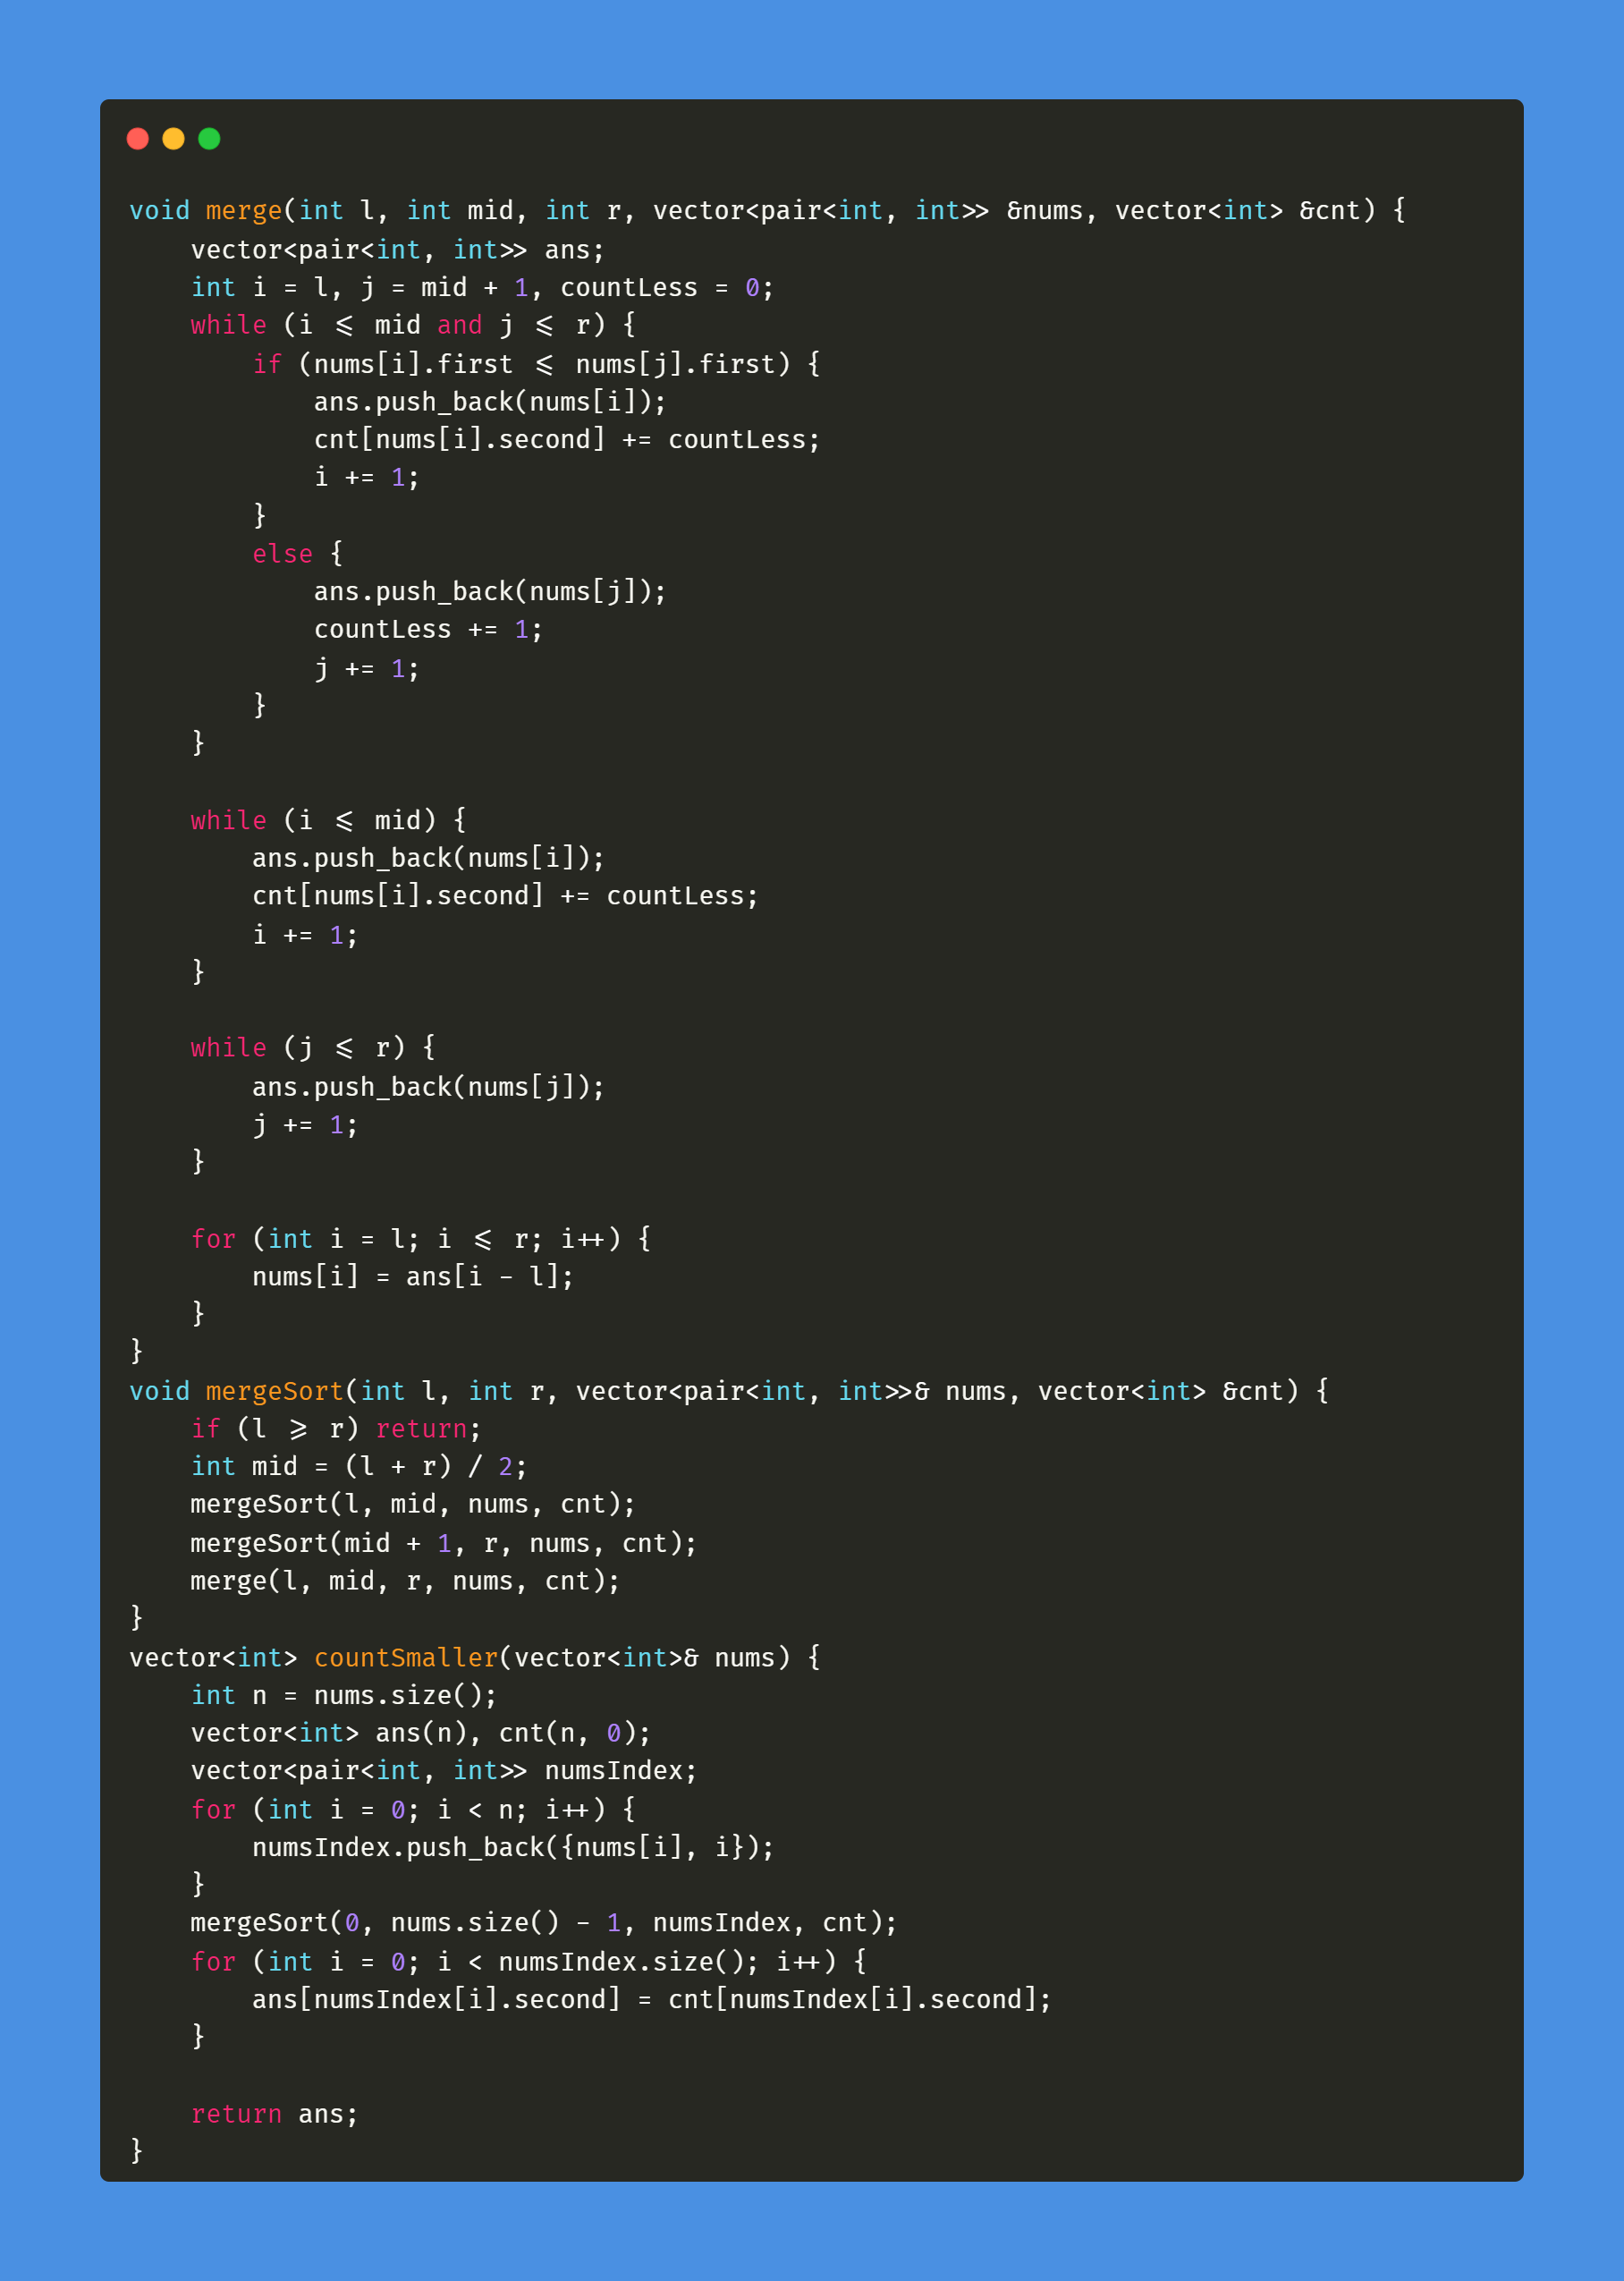 void merge(int l, int mid, int r, vector<pair<int, int>> &nums, vector<int> &cnt) {
    vector<pair<int, int>> ans;
    int i = l, j = mid + 1, countLess = 0;
    while (i <= mid and j <= r) {
        if (nums[i].first <= nums[j].first) {
            ans.push_back(nums[i]);
            cnt[nums[i].second] += countLess;
            i += 1;
        }
        else {
            ans.push_back(nums[j]);
            countLess += 1;
            j += 1;
        }
    }

    while (i <= mid) {
        ans.push_back(nums[i]);
        cnt[nums[i].second] += countLess;
        i += 1;
    }

    while (j <= r) {
        ans.push_back(nums[j]);
        j += 1;
    }

    for (int i = l; i <= r; i++) {
        nums[i] = ans[i - l];
    }
}
void mergeSort(int l, int r, vector<pair<int, int>>& nums, vector<int> &cnt) {
    if (l >= r) return;
    int mid = (l + r) / 2;
    mergeSort(l, mid, nums, cnt);
    mergeSort(mid + 1, r, nums, cnt);
    merge(l, mid, r, nums, cnt);
}
vector<int> countSmaller(vector<int>& nums) {
    int n = nums.size();
    vector<int> ans(n), cnt(n, 0);
    vector<pair<int, int>> numsIndex;
    for (int i = 0; i < n; i++) {
        numsIndex.push_back({nums[i], i});
    }
    mergeSort(0, nums.size() - 1, numsIndex, cnt);
    for (int i = 0; i < numsIndex.size(); i++) {
        ans[numsIndex[i].second] = cnt[numsIndex[i].second];
    }

    return ans;
}